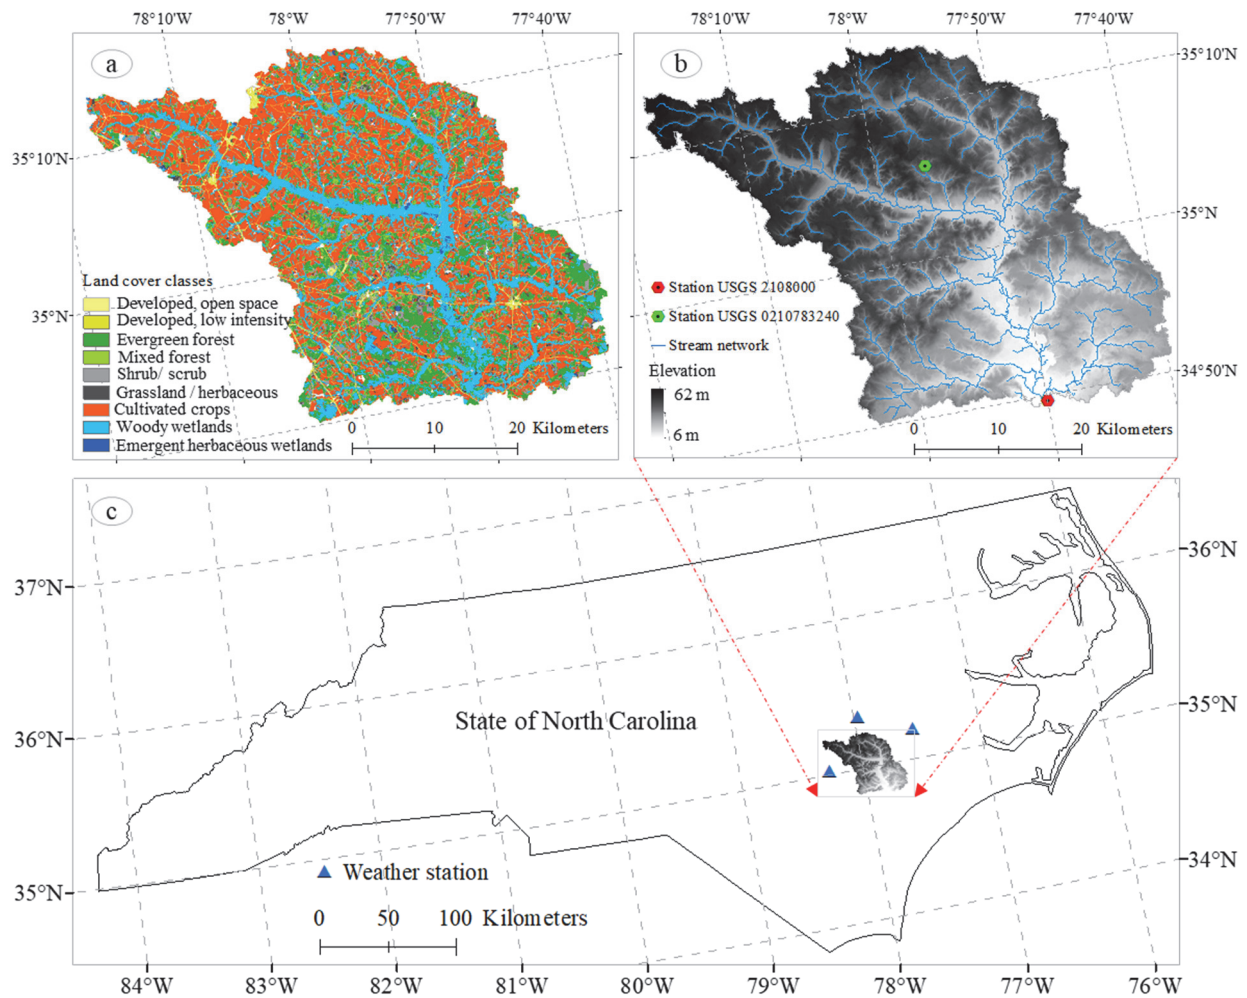 78°10'W 78°W 77°50'W 77°40'W
78°10'W 78°W 77°50'W 77°40'W
a
b
35°10'N
35°10'N
35°N
35°N
34°50'N
Land cover classes
Developed, open space
Developed, low intensity
Evergreen forest
Mixed forest
Shrub/ scrub
Grassland / herbaceous
Cultivated crops
Woody wetlands
Emergent herbaceous wetlands
0 10 20 Kilometers
Station USGS 2108000
Station USGS 0210783240
Stream network
Elevation
62 m
6 m
0 10 20 Kilometers
c
37°N
36°N
35°N
36°N
35°N
34°N
State of North Carolina
Weather station
0 50 100 Kilometers
84°W 83°W 82°W 81°W 80°W 79°W 78°W 77°W 76°W